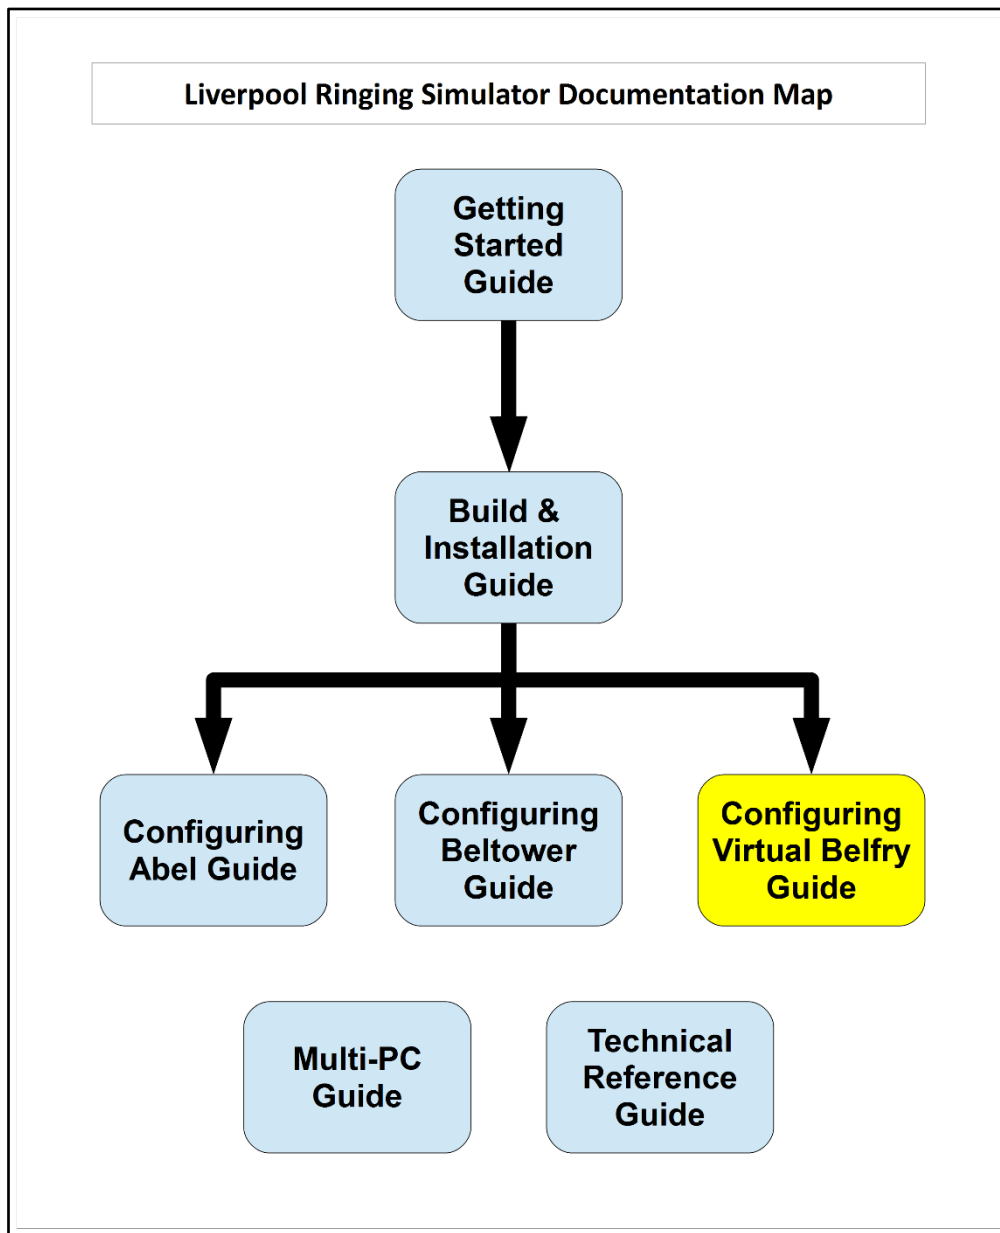 Liverpool Ringing Simulator Documentation Map
Getting
Started
Guide
Build &
Installation
Guide
Configuring
Abel Guide
Configuring
Beltower
Guide
Configuring
Virtual Belfry
Guide
Multi-PC
Guide
Technical
Reference
Guide